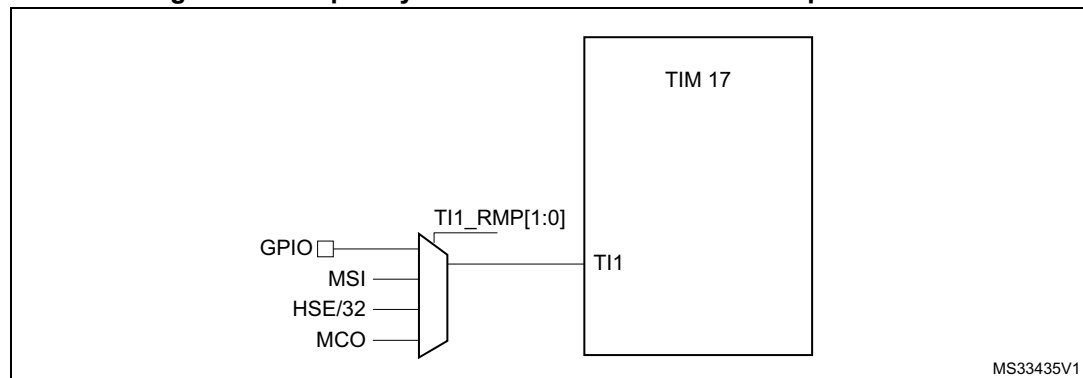 TIM 17
TI1_RMP[1:0]
GPIO
TI1
MSI
HSE/32
MCO
MS33435V1